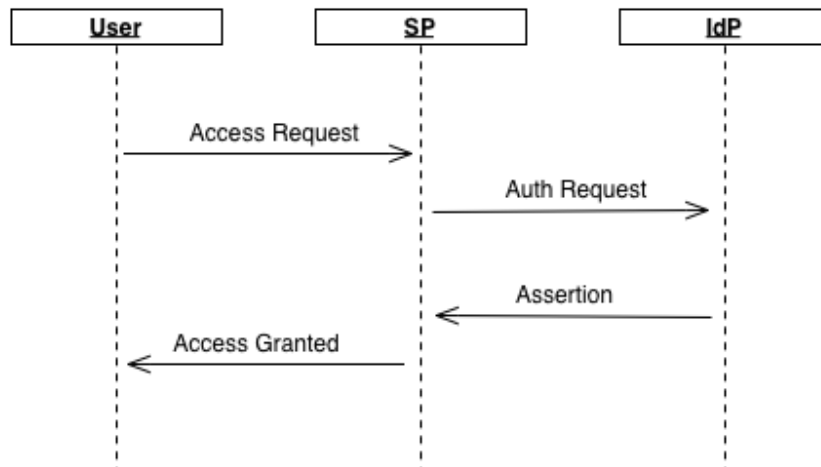 User
SP
IdP
Access Request
Auth Request
Assertion
Access Granted